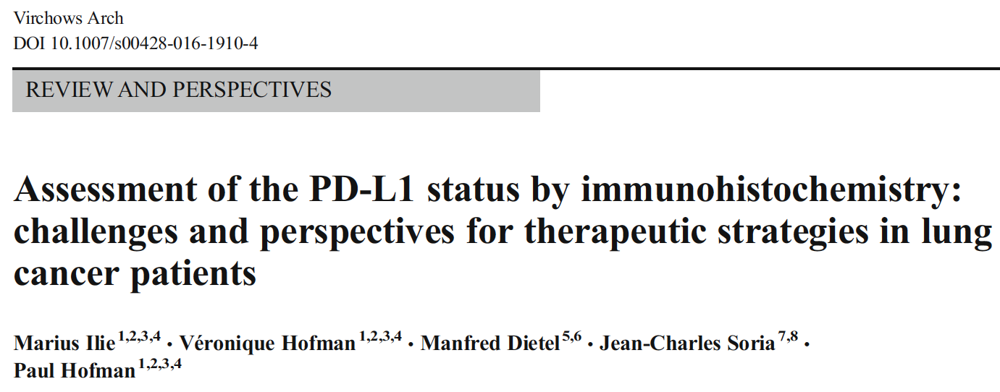 Virchows Arch
DOI 10.1007/s00428-016-1910-4
REVIEW AND PERSPECTIVES
Assessment of the PD-L1 status by immunohistochemistry:
challenges and perspectives for therapeutic strategies in lung
cancer patients
Marius Ilie 1,2,3,4 • Véronique Hofman 1,2,3,4 • Manfred Dietel 5,6 • Jean-Charles Soria 7,8 •
Paul Hofman 1,2,3,4